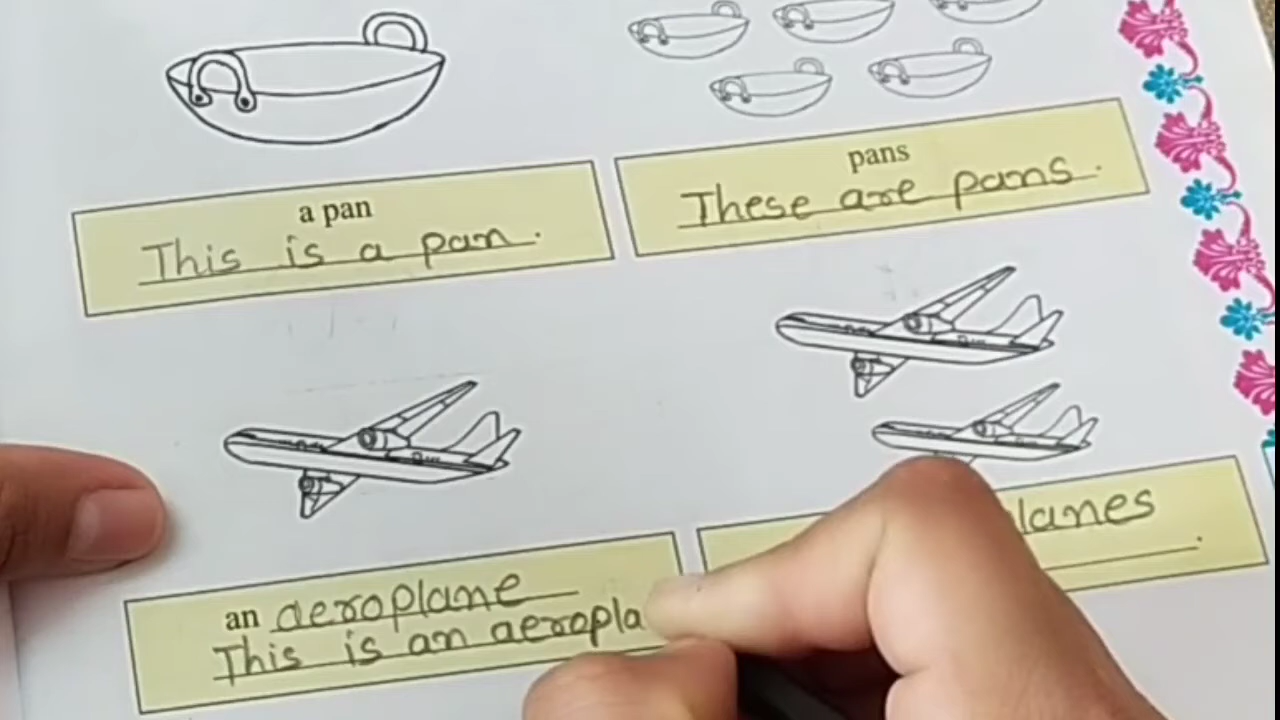 a pan
This is a pan.
pans
These are pans.
an aeroplane
This is an aeropla
lanes